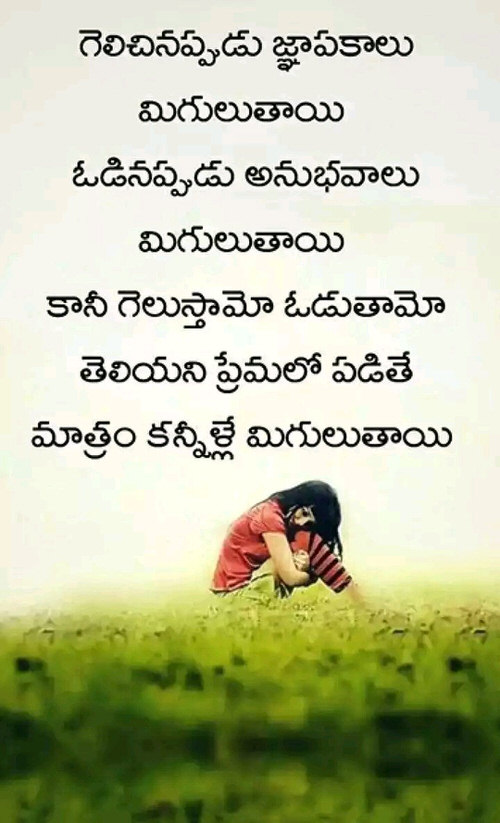 గెలిచినప్పుడు జ్ఞాపకాలు
మిగులుతాయి
ఓడినప్పుడు అనుభవాలు
మిగులుతాయి
కానీ గెలుస్తామో ఓడుతామో
తెలియని ప్రేమలో పడితే
మాత్రం కన్నీళ్లే మిగులుతాయి